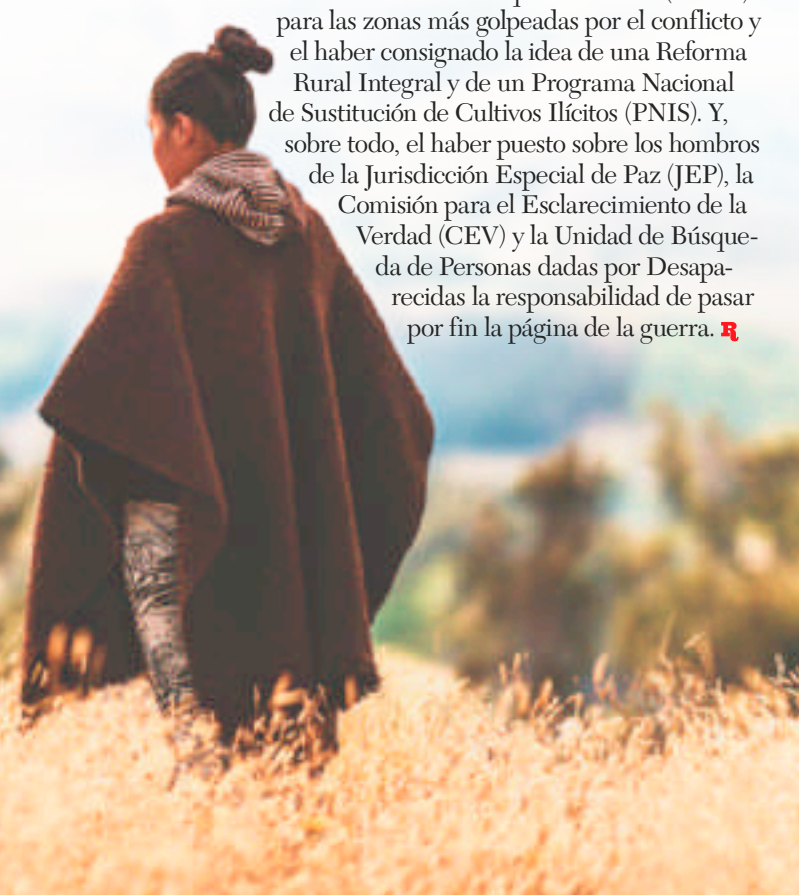 para las zonas más golpeadas por el conflicto y
el haber consignado la idea de una Reforma
Rural Integral y de un Programa Nacional
de Sustitución de Cultivos Ilícitos (PNIS). Y,
sobre todo, el haber puesto sobre los hombros
de la Jurisdicción Especial de Paz (JEP), la
Comisión para el Esclarecimiento de la
Verdad (CEV) y la Unidad de Búsque-
da de Personas dadas por Desapa-
recidas la responsabilidad de pasar
por fin la página de la guerra. R